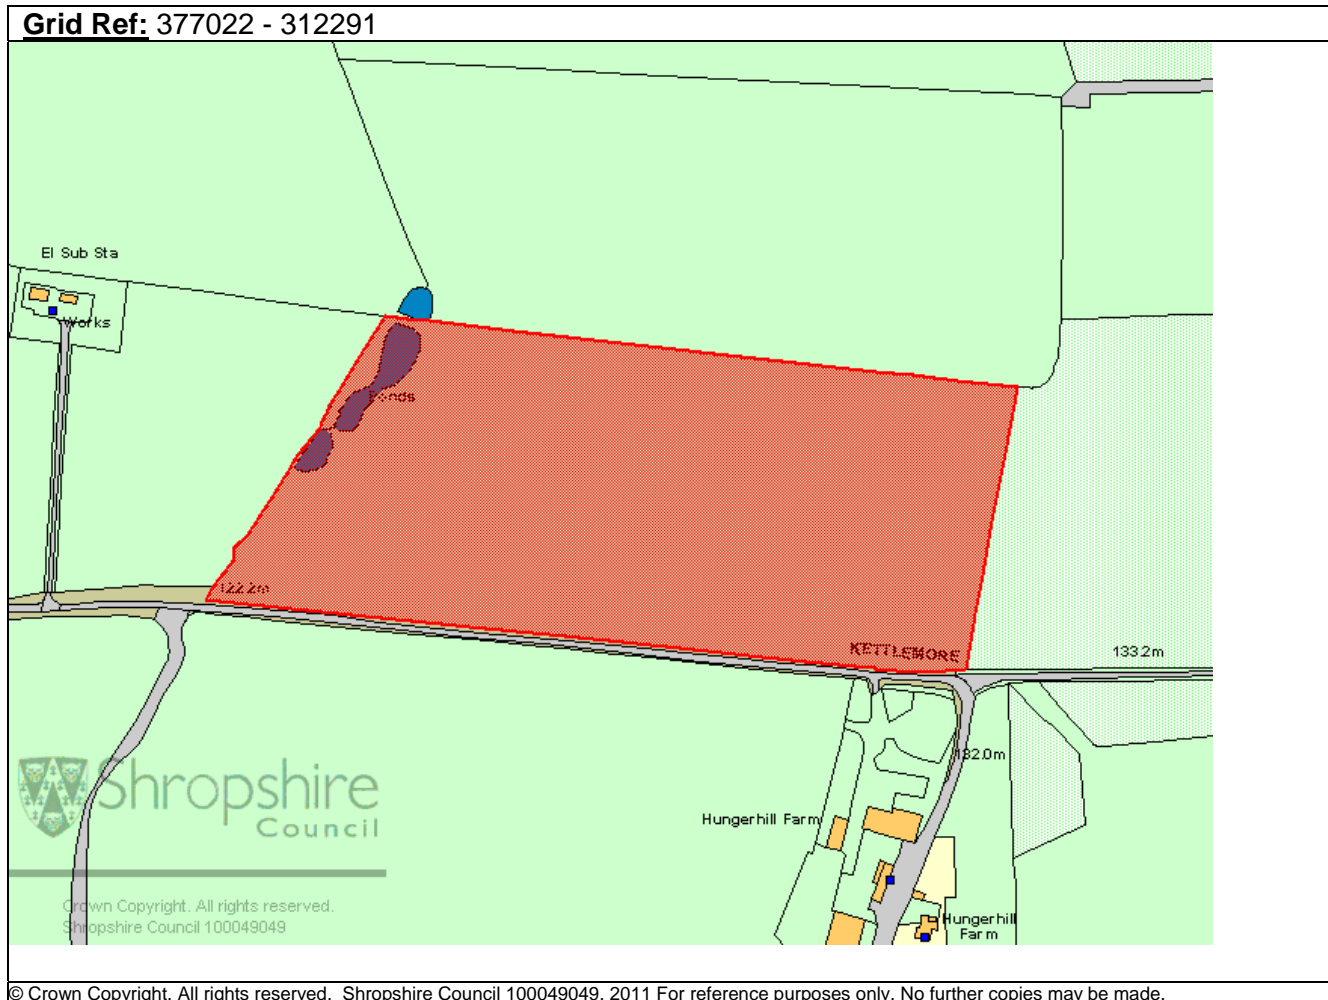 Grid Ref: 377022 - 312291
El Sub Sta
Works
Ponds
122.2m
KETTLEMORE
133.2m
132.0m
Shropshire
Council
Hungerhill Farm
Crown Copyright. All rights reserved.
Shropshire Council 100049049
Hungerhill
Farm
© Crown Copyright. All rights reserved. Shropshire Council 100049049. 2011 For reference purposes only. No further copies may be made.